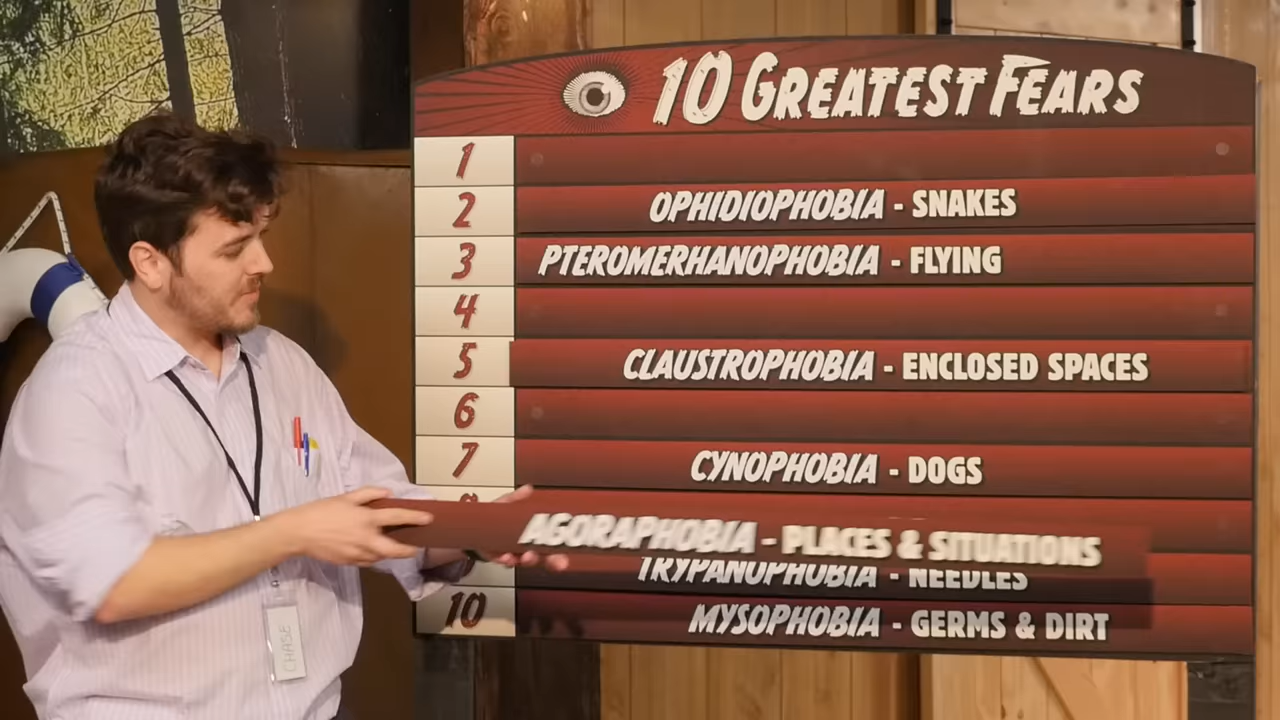 10 GREATEST FEARS
1
2 OPHIDIOPHOBIA - SNAKES
3 PTEROMERHANOPHOBIA - FLYING
4
5 CLAUSTROPHOBIA - ENCLOSED SPACES
6
7 CYNOPHOBIA - DOGS
AGORAPHOBIA - PLACES & SITUATIONS
TRYPANOPHOBIA - NEEDLES
10 MYSOPHOBIA - GERMS & DIRT
CHASE